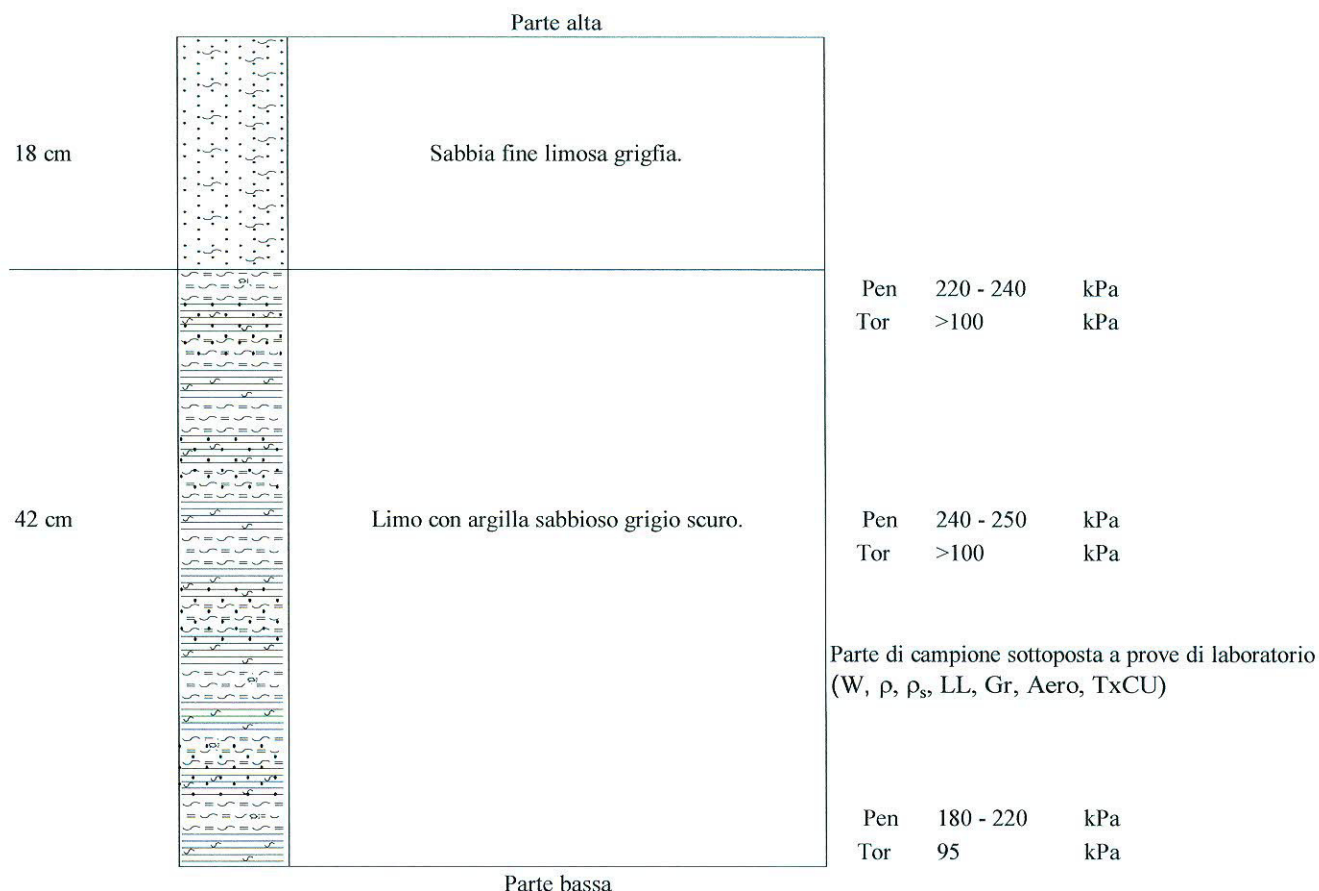 Parte alta
18 cm
Sabbia fine limosa grigfia.
Pen 220 - 240 kPa
Tor >100 kPa
42 cm
Limo con argilla sabbioso grigio scuro.
Pen 240 - 250 kPa
Tor >100 kPa
Parte di campione sottoposta a prove di laboratorio
(W, ρ, ρs, LL, Gr, Aero, TxCU)
Pen 180 - 220 kPa
Tor 95 kPa
Parte bassa